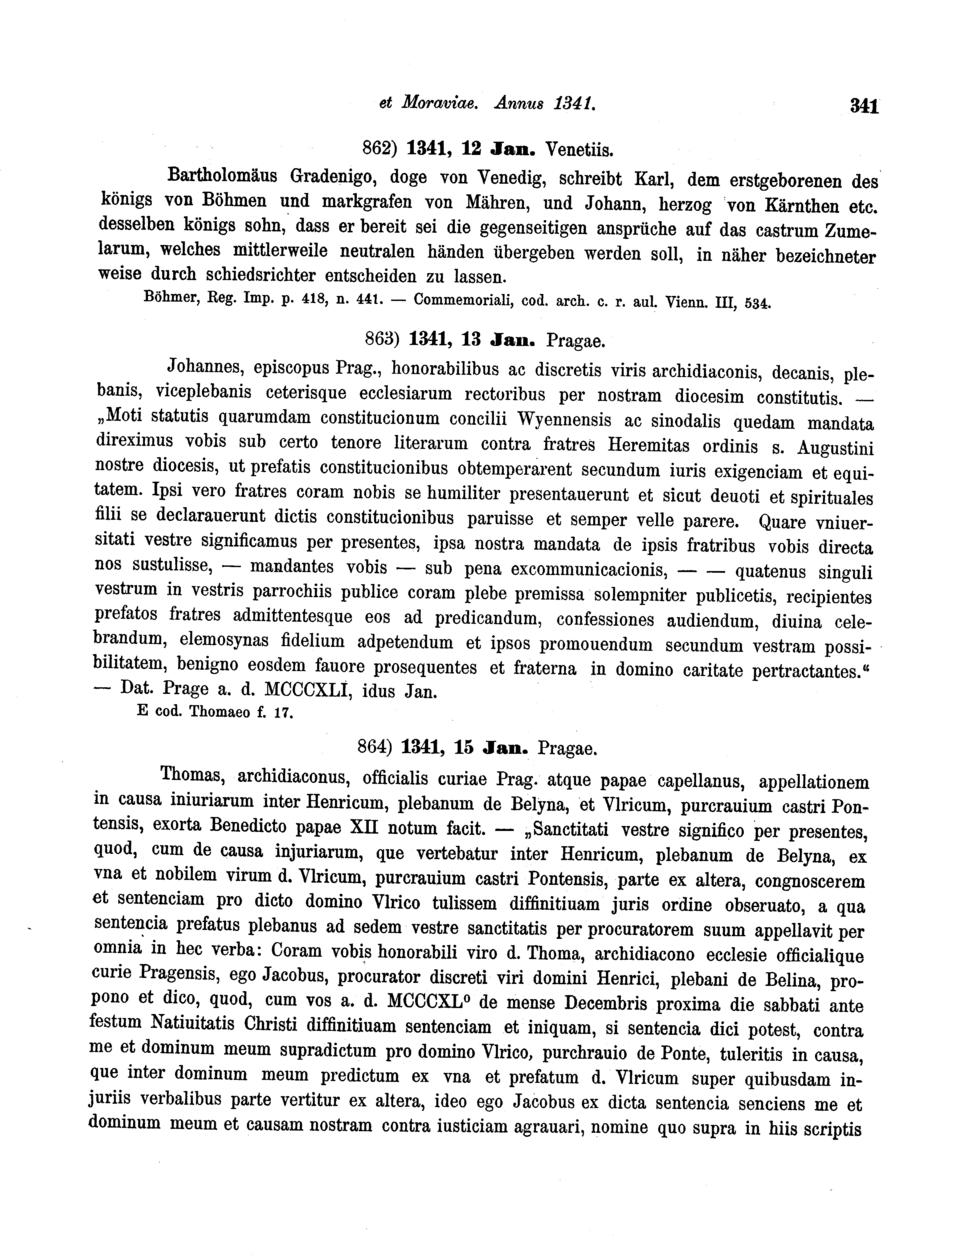 et Moraviae. Annus 1341. 341
862) 1341, 12 Jan. Venetiis.
Bartholomäus Gradenigo, doge von Venedig, schreibt Karl, dem erstgeborenen des
königs von Böhmen und markgrafen von Mähren, und Johann, herzog von Kärnthen etc.
desselben königs sohn, dass er bereit sei die gegenseitigen ansprüche auf das castrum Zume-
larum, welches mittlerweile neutralen händen übergeben werden soll, in näher bezeichneter
weise durch schiedsrichter entscheiden zu lassen.
Böhmer, Reg. Imp. p. 418, n. 441. — Commemoriali, cod. arch. c. r. aul. Vienn. III, 534.
863) 1341, 13 Jan. Pragae.
Johannes, episcopus Prag., honorabilibus ac discretis viris archidiaconis, decanis, ple-
banis, viceplebanis ceterisque ecclesiarum rectoribus per nostram diocesim constitutis. —
„Moti statutis quarumdam constitucionum concilii Wyennensis ac sinodalis quedam mandata
direximus vobis sub certo tenore literarum contra fratres Heremitas ordinis s. Augustini
nostre diocesis, ut prefatis constitucionibus obtemperarent secundum iuris exigenciam et equi-
tatem. Ipsi vero fratres coram nobis se humiliter presentauerunt et sicut deuoti et spirituales
filii se declarauerunt dictis constitucionibus paruisse et semper velle parere. Quare vniuer-
sitati vestre significamus per presentes, ipsa nostra mandata de ipsis fratribus vobis directa
nos sustulisse, — mandantes vobis — sub pena excommunicacionis, — — quatenus singuli
vestrum in vestris parrochiis publice coram plebe premissa solempniter publicetis, recipientes
prefatos fratres admittentesque eos ad predicandum, confessiones audiendum, diuina cele-
brandum, elemosynas fidelium adpetendum et ipsos promouendum secundum vestram possi-
bilitatem, benigno eosdem fauore prosequentes et fraterna in domino caritate pertractantes.“
— Dat. Prage a. d. MCCCXLI, idus Jan.
E cod. Thomaeo f. 17.
864) 1341, 15 Jan. Pragae.
Thomas, archidiaconus, officialis curiae Prag. atque papae capellanus, appellationem
in causa iniuriarum inter Henricum, plebanum de Belyna, et Vlricum, purcrauium castri Pon-
tensis, exorta Benedicto papae XII notum facit. — „Sanctitati vestre significo per presentes,
quod, cum de causa injuriarum, que vertebatur inter Henricum, plebanum de Belyna, ex
vna et nobilem virum d. Vlricum, purcrauium castri Pontensis, parte ex altera, congnoscerem
et sentenciam pro dicto domino Vlrico tulissem diffinitiuam juris ordine obseruato, a qua
sentencia prefatus plebanus ad sedem vestre sanctitatis per procuratorem suum appellavit per
omnia in hec verba: Coram vobis honorabili viro d. Thoma, archidiacono ecclesie officialique
curie Pragensis, ego Jacobus, procurator discreti viri domini Henrici, plebani de Belina, pro-
pono et dico, quod, cum vos a. d. MCCCXL⁰ de mense Decembris proxima die sabbati ante
festum Natiuitatis Christi diffinitiuam sentenciam et iniquam, si sentencia dici potest, contra
me et dominum meum supradictum pro domino Vlrico, purchrauio de Ponte, tuleritis in causa,
que inter dominum meum predictum ex vna et prefatum d. Vlricum super quibusdam in-
juriis verbalibus parte vertitur ex altera, ideo ego Jacobus ex dicta sentencia senciens me et
dominum meum et causam nostram contra iusticiam agrauari, nomine quo supra in hiis scriptis